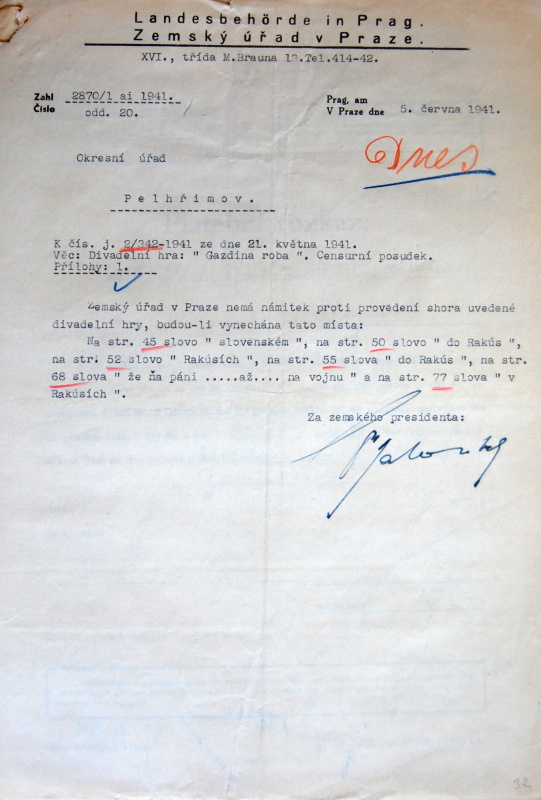 Landesbehörde in Prag.
Zemský úřad v Praze.
XVI., třída M.Brauna 13.Tel.414-42.
Zahl 2870/1 ai 1941.
Číslo odd. 20.
Prag, am
V Praze dne 5. června 1941.
Dnes
Okresní úřad
Pelhřimov.
K čís. j. 2/342-1941 ze dne 21. května 1941.
Věc: Divadelní hra: " Gazdina roba ". Censurní posudek.
Přílohy: 1.
Zemský úřad v Praze nemá námitek proti provedení shora uvedené
divadelní hry, budou-li vynechána tato místa:
Na str. 45 slovo " slovenském ", na str. 50 slovo " do Rakús ",
na str. 52 slovo " Rakúsích ", na str. 55 slova " do Rakús ", na str.
68 slova " že ňa páni .....až.... na vojnu " a na str. 77 slova " v
Rakúsích ".
Za zemského presidenta: